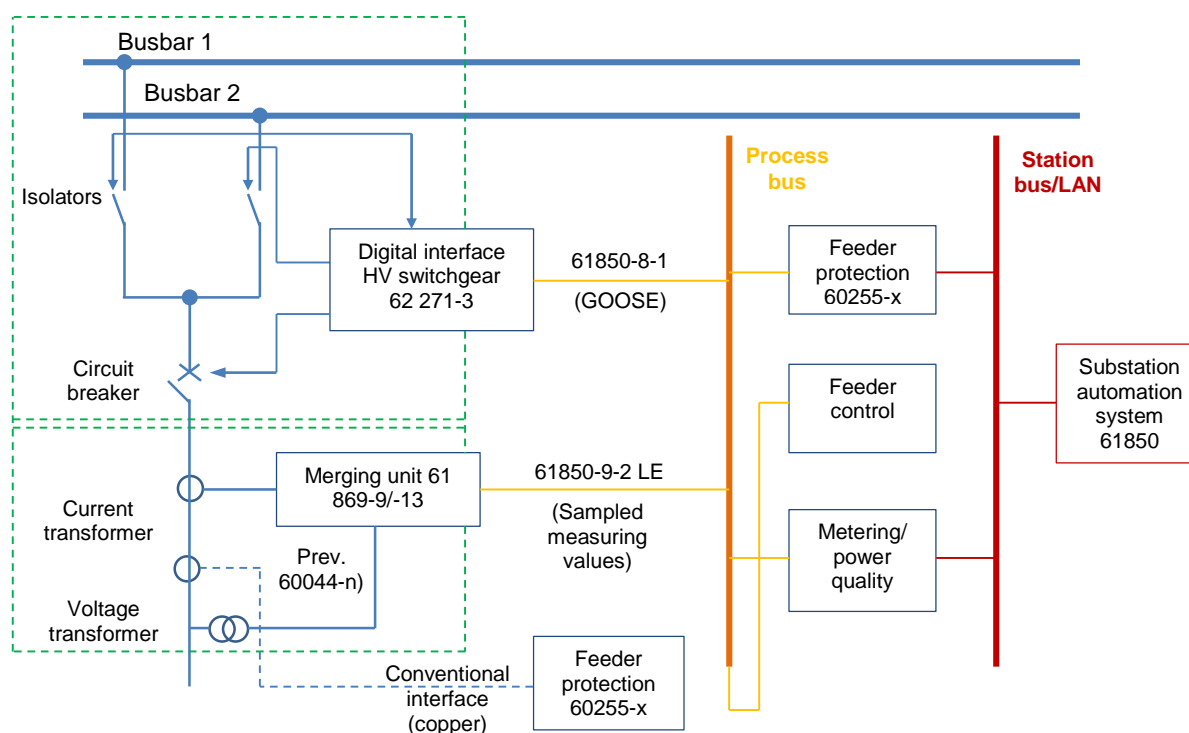 Busbar 1
Busbar 2
Isolators
Digital interface
HV switchgear
62 271-3
61850-8-1
(GOOSE)
Process
bus
Station
bus/LAN
Feeder
protection
60255-x
Circuit
breaker
Feeder
control
Substation
automation
system
61850
Merging unit 61
869-9/-13
61850-9-2 LE
(Sampled
measuring
values)
Current
transformer
Prev.
60044-n)
Metering/
power
quality
Voltage
transformer
Conventional
interface
(copper)
Feeder
protection
60255-x